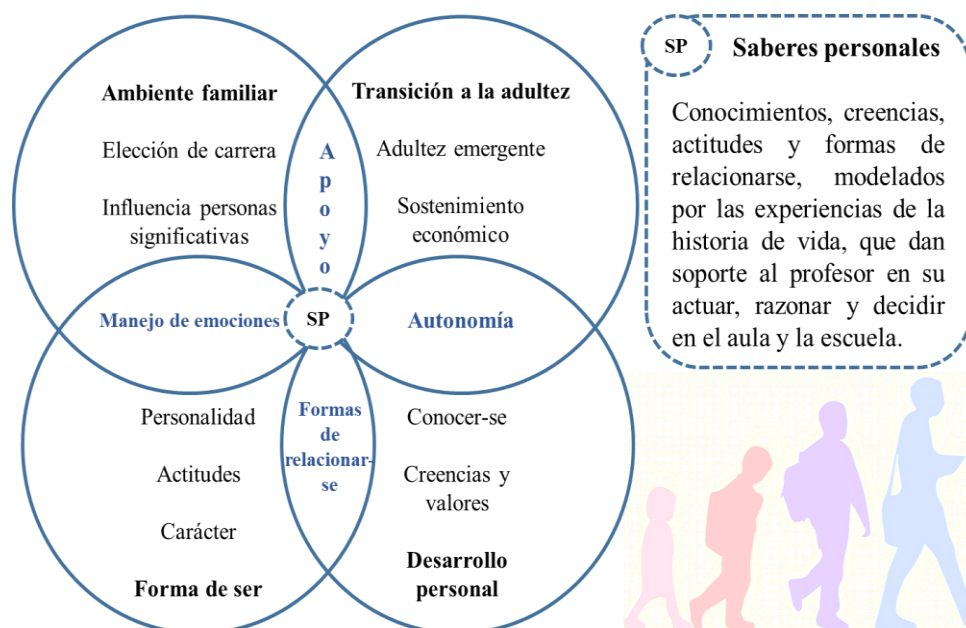 Ambiente familiar
Elección de carrera
Influencia personas
significativas
Transición a la adultez
Adultez emergente
Sostenimiento
económico
A
p
o
y
o
Manejo de emociones
SP
Autonomía
Personalidad
Actitudes
Carácter
Forma de ser
Formas
de
relacionar-
se
Conocer-se
Creencias y
valores
Desarrollo
personal
SP
Saberes personales
Conocimientos, creencias,
actitudes y formas de
relacionarse, modelados
por las experiencias de la
historia de vida, que dan
soporte al profesor en su
actuar, razonar y decidir
en el aula y la escuela.